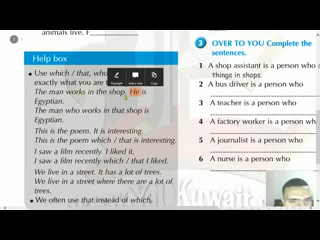 animals live. F
Help box
• Use which / that, who
exactly what you are
The man works in the shop. He is
Egyptian.
The man who works in that shop is
Egyptian.
This is the poem. It is interesting.
This is the poem which / that is interesting.
I saw a film recently. I liked it.
I saw a film recently which / that I liked.
We live in a street. It has a lot of trees.
We live in a street where there are a lot of
trees.
• We often use that instead of which.
3 OVER TO YOU Complete the
sentences.
1 A shop assistant is a person who
things in shops.
2 A bus driver is a person who
3 A teacher is a person who
4 A factory worker is a person who
5 A journalist is a person who
6 A nurse is a person who